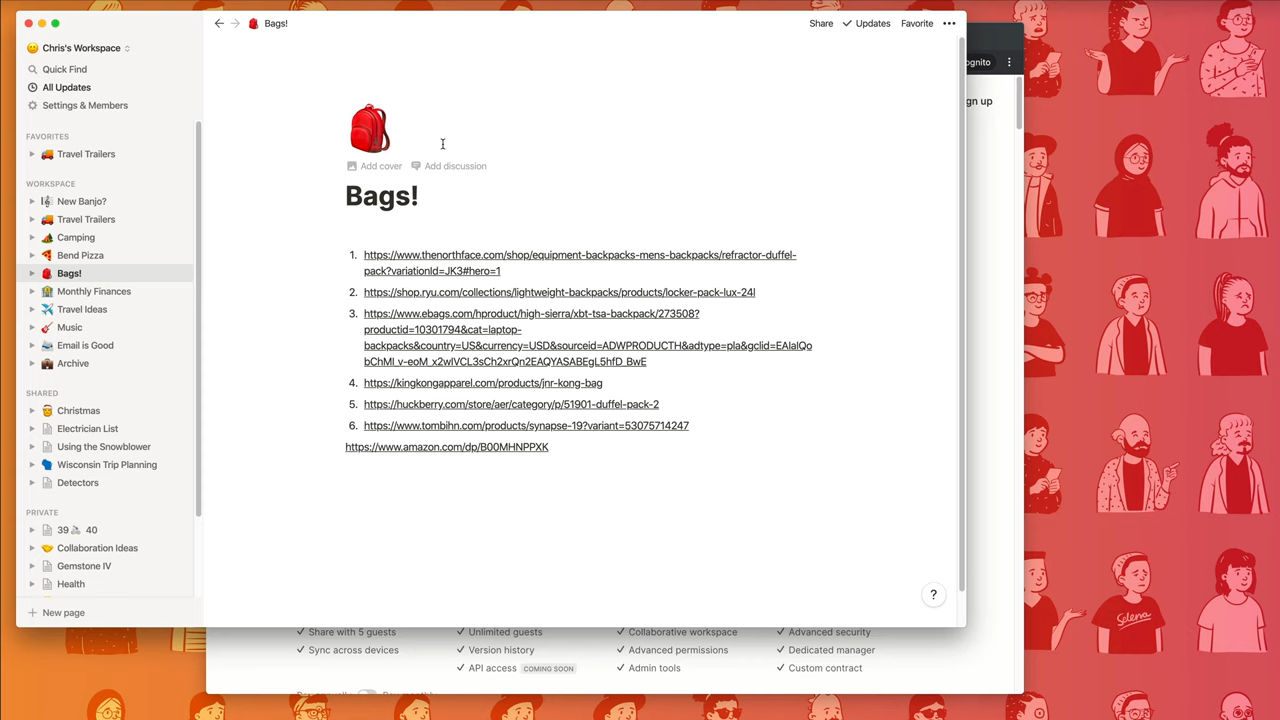 Bags!
Share
Updates
Favorite
Chris's Workspace
Quick Find
All Updates
Settings & Members
FAVORITES
Travel Trailers
WORKSPACE
New Banjo?
Travel Trailers
Camping
Bend Pizza
Bags!
Monthly Finances
Travel Ideas
Music
Email is Good
Archive
SHARED
Christmas
Electrician List
Using the Snowblower
Wisconsin Trip Planning
Detectors
PRIVATE
39 🚲 40
Collaboration Ideas
Gemstone IV
Health
New page
Add cover
Add discussion
Bags!
1. https://www.thenorthface.com/shop/equipment-backpacks-mens-backpacks/refractor-duffel-
pack?variationId=JK3#hero=1
2. https://shop.ryu.com/collections/lightweight-backpacks/products/locker-pack-lux-24l
3. https://www.ebags.com/hproduct/high-sierra/xbt-tsa-backpack/273508?
productid=10301794&cat=laptop-
backpacks&country=US&currency=USD&sourceid=ADWPRODUCTH&adtype=pla&gclid=EAIaIQo
bChMI_v-eoM_x2wIVCL3sCh2xrQn2EAQYASABEgL5hfD_BwE
4. https://kingkongapparel.com/products/jnr-kong-bag
5. https://huckberry.com/store/aer/category/p/51901-duffel-pack-2
6. https://www.tombihn.com/products/synapse-19?variant=53075714247
https://www.amazon.com/dp/B00MHNPPXK
?
ognito
gn up
Share with 5 guests
Unlimited guests
Collaborative workspace
Advanced security
Sync across devices
Version history
Advanced permissions
Dedicated manager
API access COMING SOON
Admin tools
Custom contract
Selena